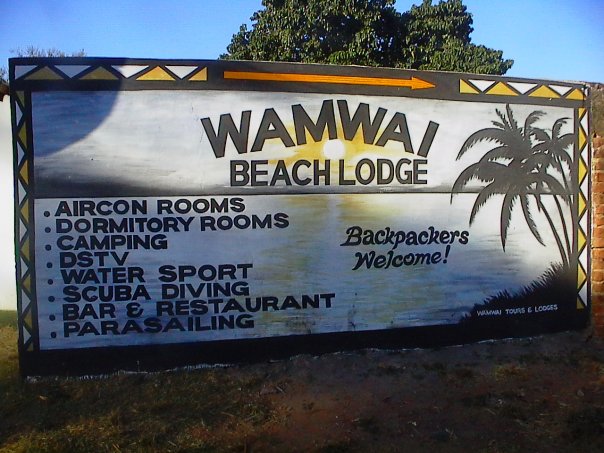 WAMWAI
BEACH LODGE
. AIRCON ROOMS
. DORMITORY ROOMS
. CAMPING
. DSTV
. WATER SPORT
. SCUBA DIVING
. BAR & RESTAURANT
. PARASAILING
Backpackers
Welcome!
WAMWAI TOURS & LODGES